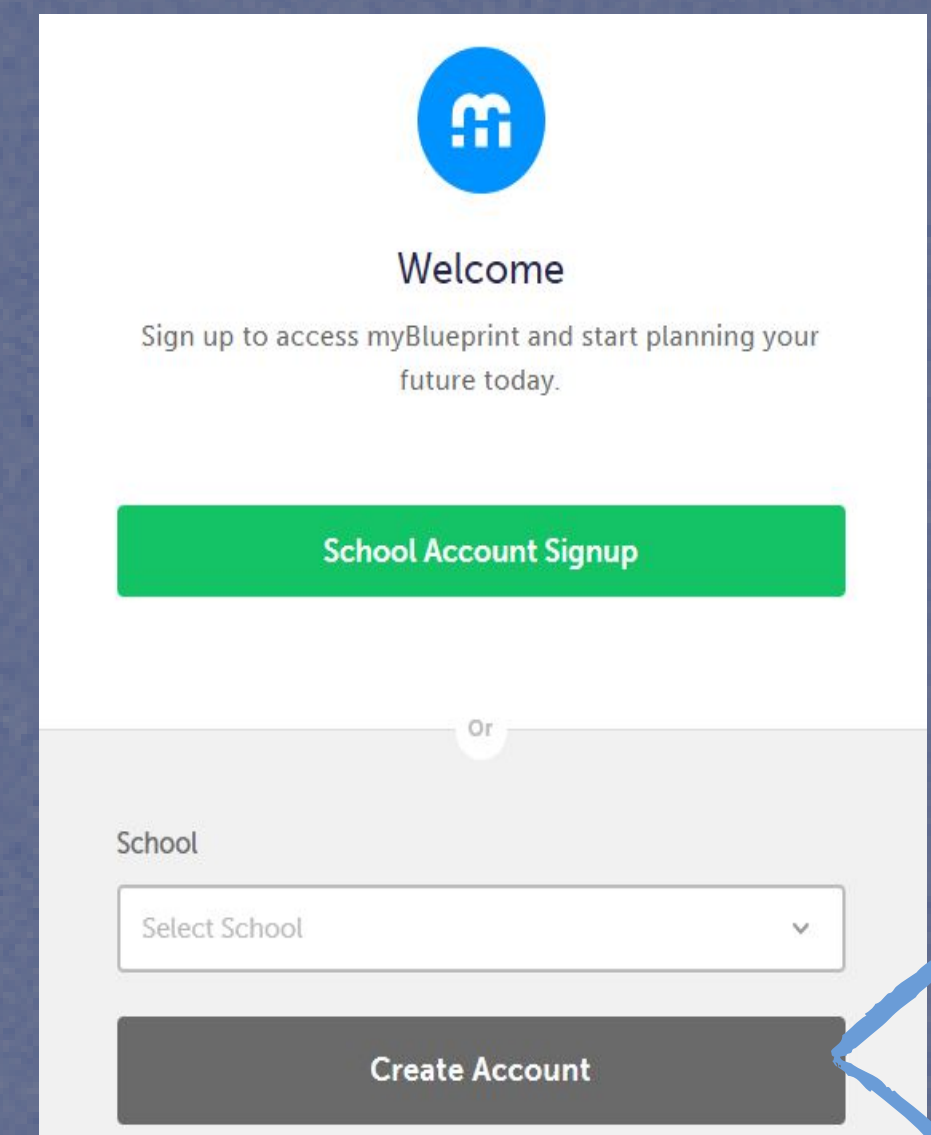 Welcome
Sign up to access myBlueprint and start planning your
future today.
School Account Signup
Or
School
Select School
Create Account